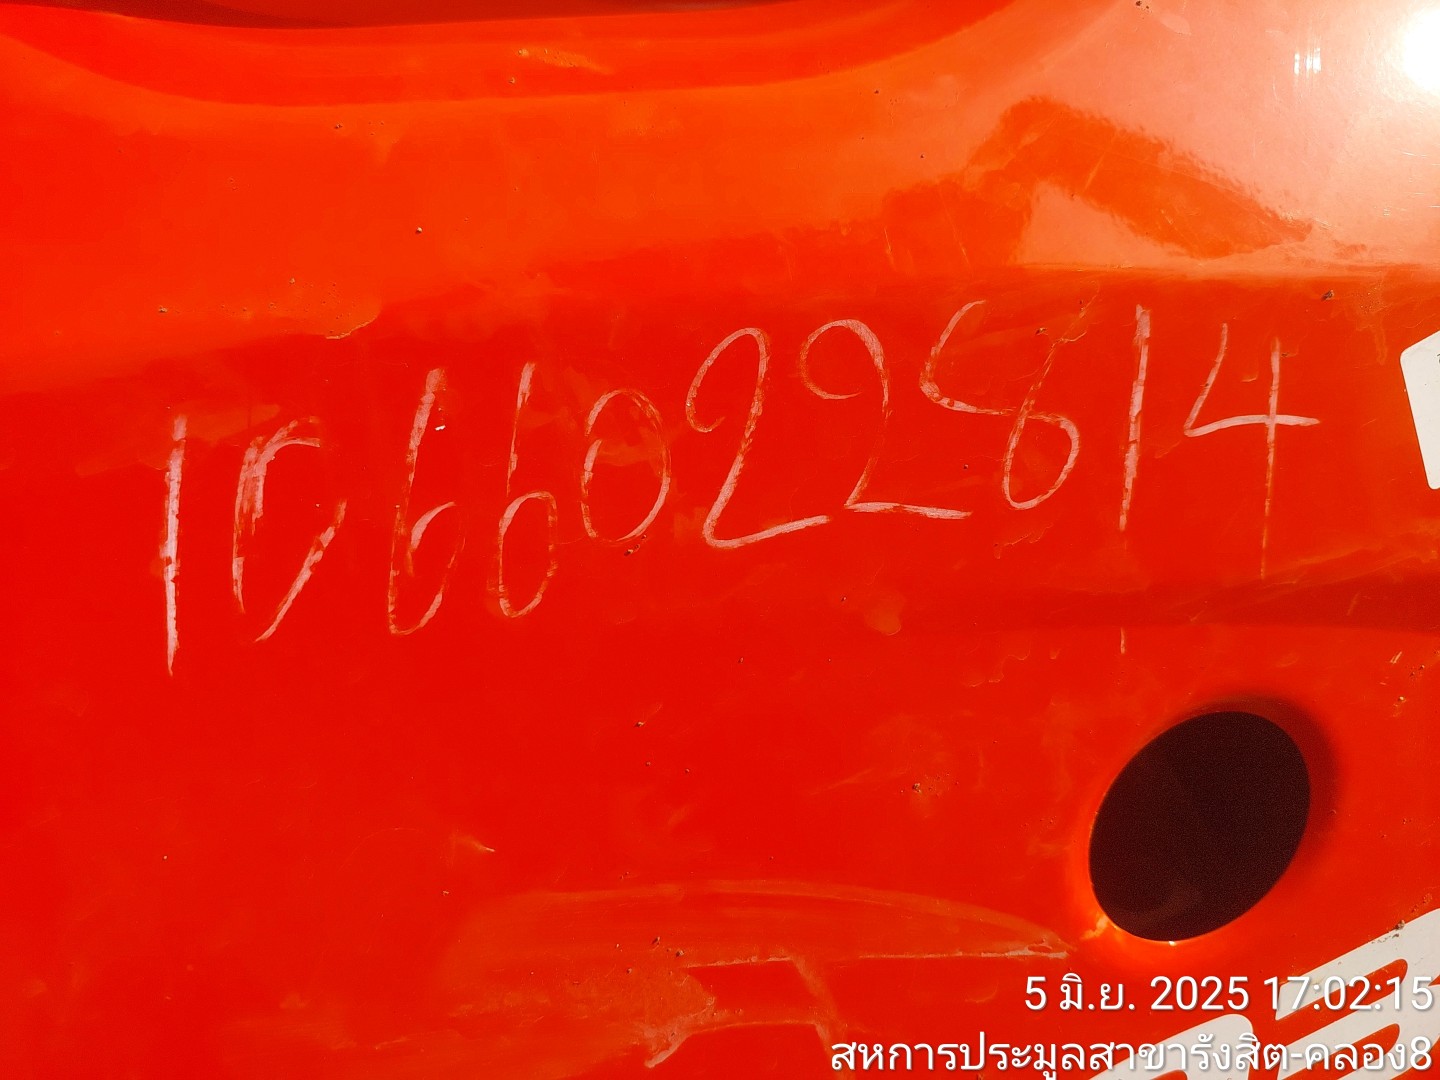 1C66022814
5 มิ.ย. 2025 17:02:15
สหการประมูลสาขารังสิต-คลอง8